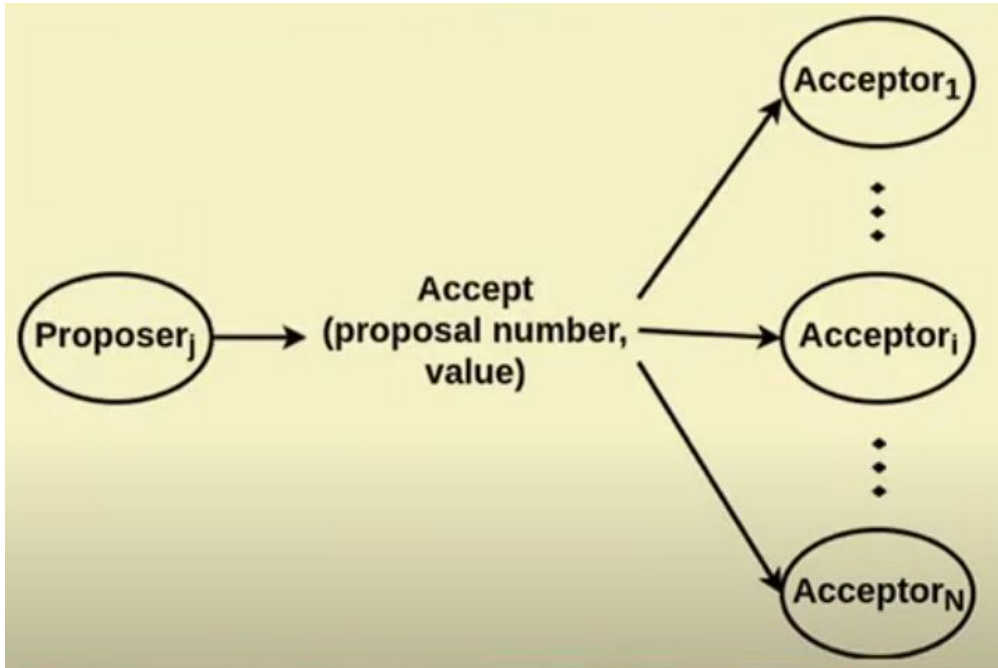 Acceptor1
Accept
Proposerj
(proposal number,
Acceptori
value)
AcceptorN